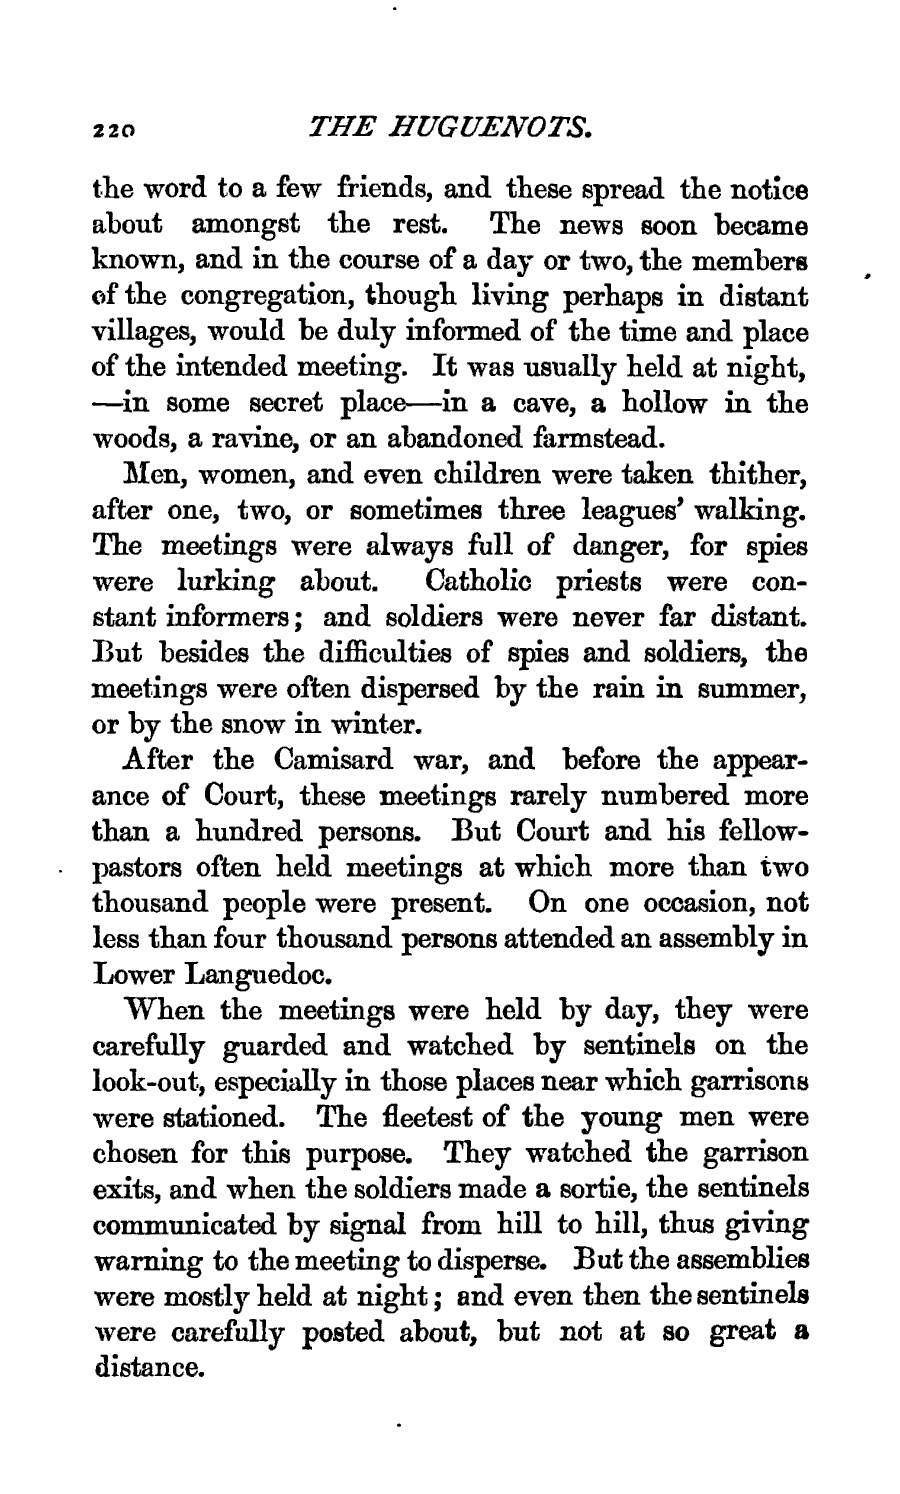 220 THE HUGUENOTS.
the word to a few friends, and these spread the notice
about amongst the rest. The news soon became
known, and in the course of a day or two, the members
of the congregation, though living perhaps in distant
villages, would be duly informed of the time and place
of the intended meeting. It was usually held at night,
—in some secret place—in a cave, a hollow in the
woods, a ravine, or an abandoned farmstead.
Men, women, and even children were taken thither,
after one, two, or sometimes three leagues' walking.
The meetings were always full of danger, for spies
were lurking about. Catholic priests were con-
stant informers; and soldiers were never far distant.
But besides the difficulties of spies and soldiers, the
meetings were often dispersed by the rain in summer,
or by the snow in winter.
After the Camisard war, and before the appear-
ance of Court, these meetings rarely numbered more
than a hundred persons. But Court and his fellow-
pastors often held meetings at which more than two
thousand people were present. On one occasion, not
less than four thousand persons attended an assembly in
Lower Languedoc.
When the meetings were held by day, they were
carefully guarded and watched by sentinels on the
look-out, especially in those places near which garrisons
were stationed. The fleetest of the young men were
chosen for this purpose. They watched the garrison
exits, and when the soldiers made a sortie, the sentinels
communicated by signal from hill to hill, thus giving
warning to the meeting to disperse. But the assemblies
were mostly held at night; and even then the sentinels
were carefully posted about, but not at so great a
distance.